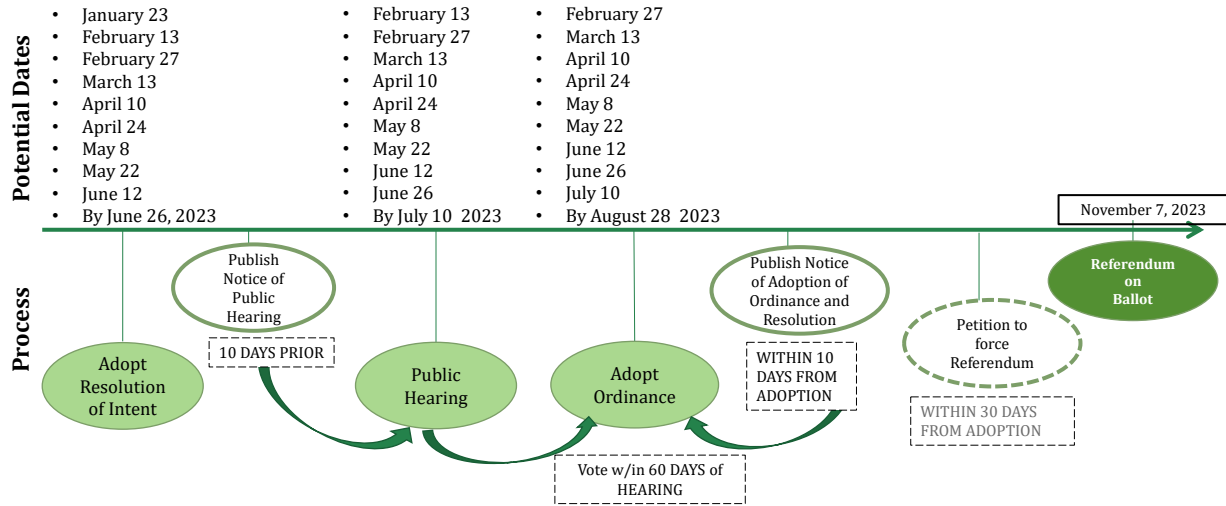 Potential Dates
• January 23
• February 13
• February 27
• March 13
• April 10
• April 24
• May 8
• May 22
• June 12
• By June 26, 2023
• February 13
• February 27
• March 13
• April 10
• April 24
• May 8
• May 22
• June 12
• June 26
• By July 10 2023
• February 27
• March 13
• April 10
• April 24
• May 8
• May 22
• June 12
• June 26
• July 10
• By August 28 2023
November 7, 2023
Process
Adopt
Resolution
of Intent
Publish
Notice of
Public
Hearing
10 DAYS PRIOR
Public
Hearing
Vote w/in 60 DAYS of
HEARING
Adopt
Ordinance
Publish Notice
of Adoption of
Ordinance and
Resolution
WITHIN 10
DAYS FROM
ADOPTION
Petition to
force
Referendum
WITHIN 30 DAYS
FROM ADOPTION
Referendum
on
Ballot